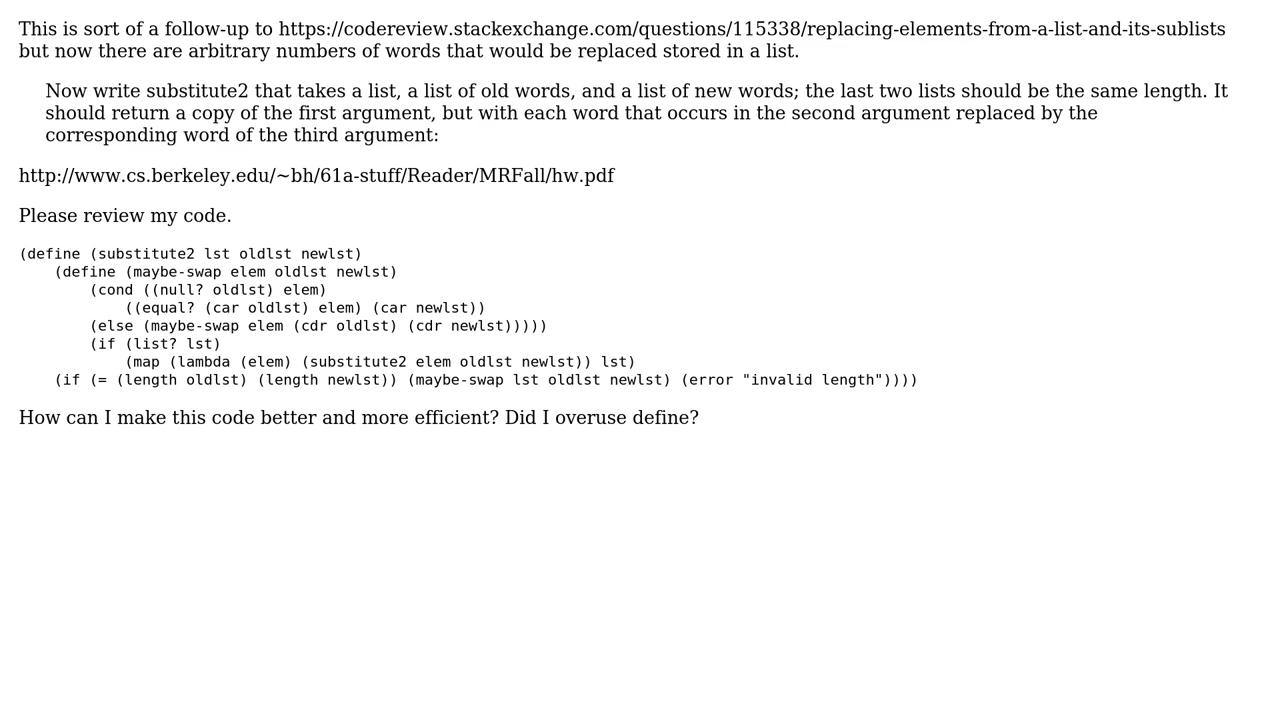 This is sort of a follow-up to https://codereview.stackexchange.com/questions/115338/replacing-elements-from-a-list-and-its-sublists
but now there are arbitrary numbers of words that would be replaced stored in a list.
Now write substitute2 that takes a list, a list of old words, and a list of new words; the last two lists should be the same length. It
should return a copy of the first argument, but with each word that occurs in the second argument replaced by the
corresponding word of the third argument:
http://www.cs.berkeley.edu/~bh/61a-stuff/Reader/MRFall/hw.pdf
Please review my code.
(define (substitute2 lst oldlst newlst)
    (define (maybe-swap elem oldlst newlst)
        (cond ((null? oldlst) elem)
            ((equal? (car oldlst) elem) (car newlst))
        (else (maybe-swap elem (cdr oldlst) (cdr newlst)))))
        (if (list? lst)
            (map (lambda (elem) (substitute2 elem oldlst newlst)) lst)
    (if (= (length oldlst) (length newlst)) (maybe-swap lst oldlst newlst) (error "invalid length"))))
How can I make this code better and more efficient? Did I overuse define?